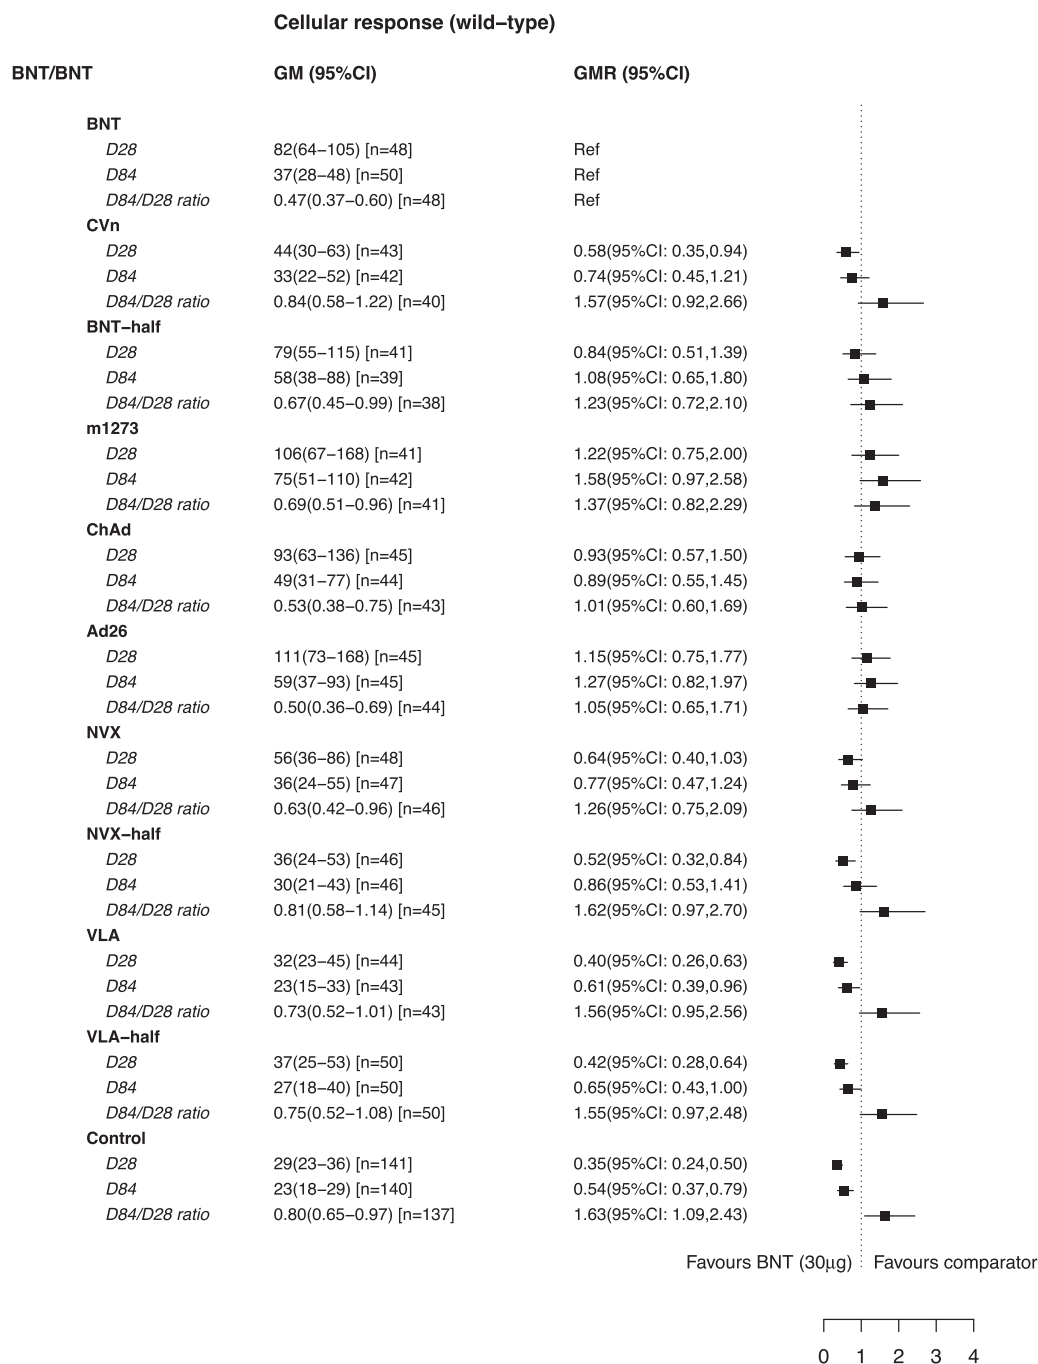 Cellular response (wild−type)
BNT/BNT GM (95%CI) GMR (95%CI)
BNT
D28 82(64−105) [n=48] Ref
D84 37(28−48) [n=50] Ref
D84/D28 ratio 0.47(0.37−0.60) [n=48] Ref
CVn
D28 44(30−63) [n=43] 0.58(95%CI: 0.35,0.94)
D84 33(22−52) [n=42] 0.74(95%CI: 0.45,1.21)
D84/D28 ratio 0.84(0.58−1.22) [n=40] 1.57(95%CI: 0.92,2.66)
BNT−half
D28 79(55−115) [n=41] 0.84(95%CI: 0.51,1.39)
D84 58(38−88) [n=39] 1.08(95%CI: 0.65,1.80)
D84/D28 ratio 0.67(0.45−0.99) [n=38] 1.23(95%CI: 0.72,2.10)
m1273
D28 106(67−168) [n=41] 1.22(95%CI: 0.75,2.00)
D84 75(51−110) [n=42] 1.58(95%CI: 0.97,2.58)
D84/D28 ratio 0.69(0.51−0.96) [n=41] 1.37(95%CI: 0.82,2.29)
ChAd
D28 93(63−136) [n=45] 0.93(95%CI: 0.57,1.50)
D84 49(31−77) [n=44] 0.89(95%CI: 0.55,1.45)
D84/D28 ratio 0.53(0.38−0.75) [n=43] 1.01(95%CI: 0.60,1.69)
Ad26
D28 111(73−168) [n=45] 1.15(95%CI: 0.75,1.77)
D84 59(37−93) [n=45] 1.27(95%CI: 0.82,1.97)
D84/D28 ratio 0.50(0.36−0.69) [n=44] 1.05(95%CI: 0.65,1.71)
NVX
D28 56(36−86) [n=48] 0.64(95%CI: 0.40,1.03)
D84 36(24−55) [n=47] 0.77(95%CI: 0.47,1.24)
D84/D28 ratio 0.63(0.42−0.96) [n=46] 1.26(95%CI: 0.75,2.09)
NVX−half
D28 36(24−53) [n=46] 0.52(95%CI: 0.32,0.84)
D84 30(21−43) [n=46] 0.86(95%CI: 0.53,1.41)
D84/D28 ratio 0.81(0.58−1.14) [n=45] 1.62(95%CI: 0.97,2.70)
VLA
D28 32(23−45) [n=44] 0.40(95%CI: 0.26,0.63)
D84 23(15−33) [n=43] 0.61(95%CI: 0.39,0.96)
D84/D28 ratio 0.73(0.52−1.01) [n=43] 1.56(95%CI: 0.95,2.56)
VLA−half
D28 37(25−53) [n=50] 0.42(95%CI: 0.28,0.64)
D84 27(18−40) [n=50] 0.65(95%CI: 0.43,1.00)
D84/D28 ratio 0.75(0.52−1.08) [n=50] 1.55(95%CI: 0.97,2.48)
Control
D28 29(23−36) [n=141] 0.35(95%CI: 0.24,0.50)
D84 23(18−29) [n=140] 0.54(95%CI: 0.37,0.79)
D84/D28 ratio 0.80(0.65−0.97) [n=137] 1.63(95%CI: 1.09,2.43)
Favours BNT (30µg) Favours comparator
0 1 2 3 4